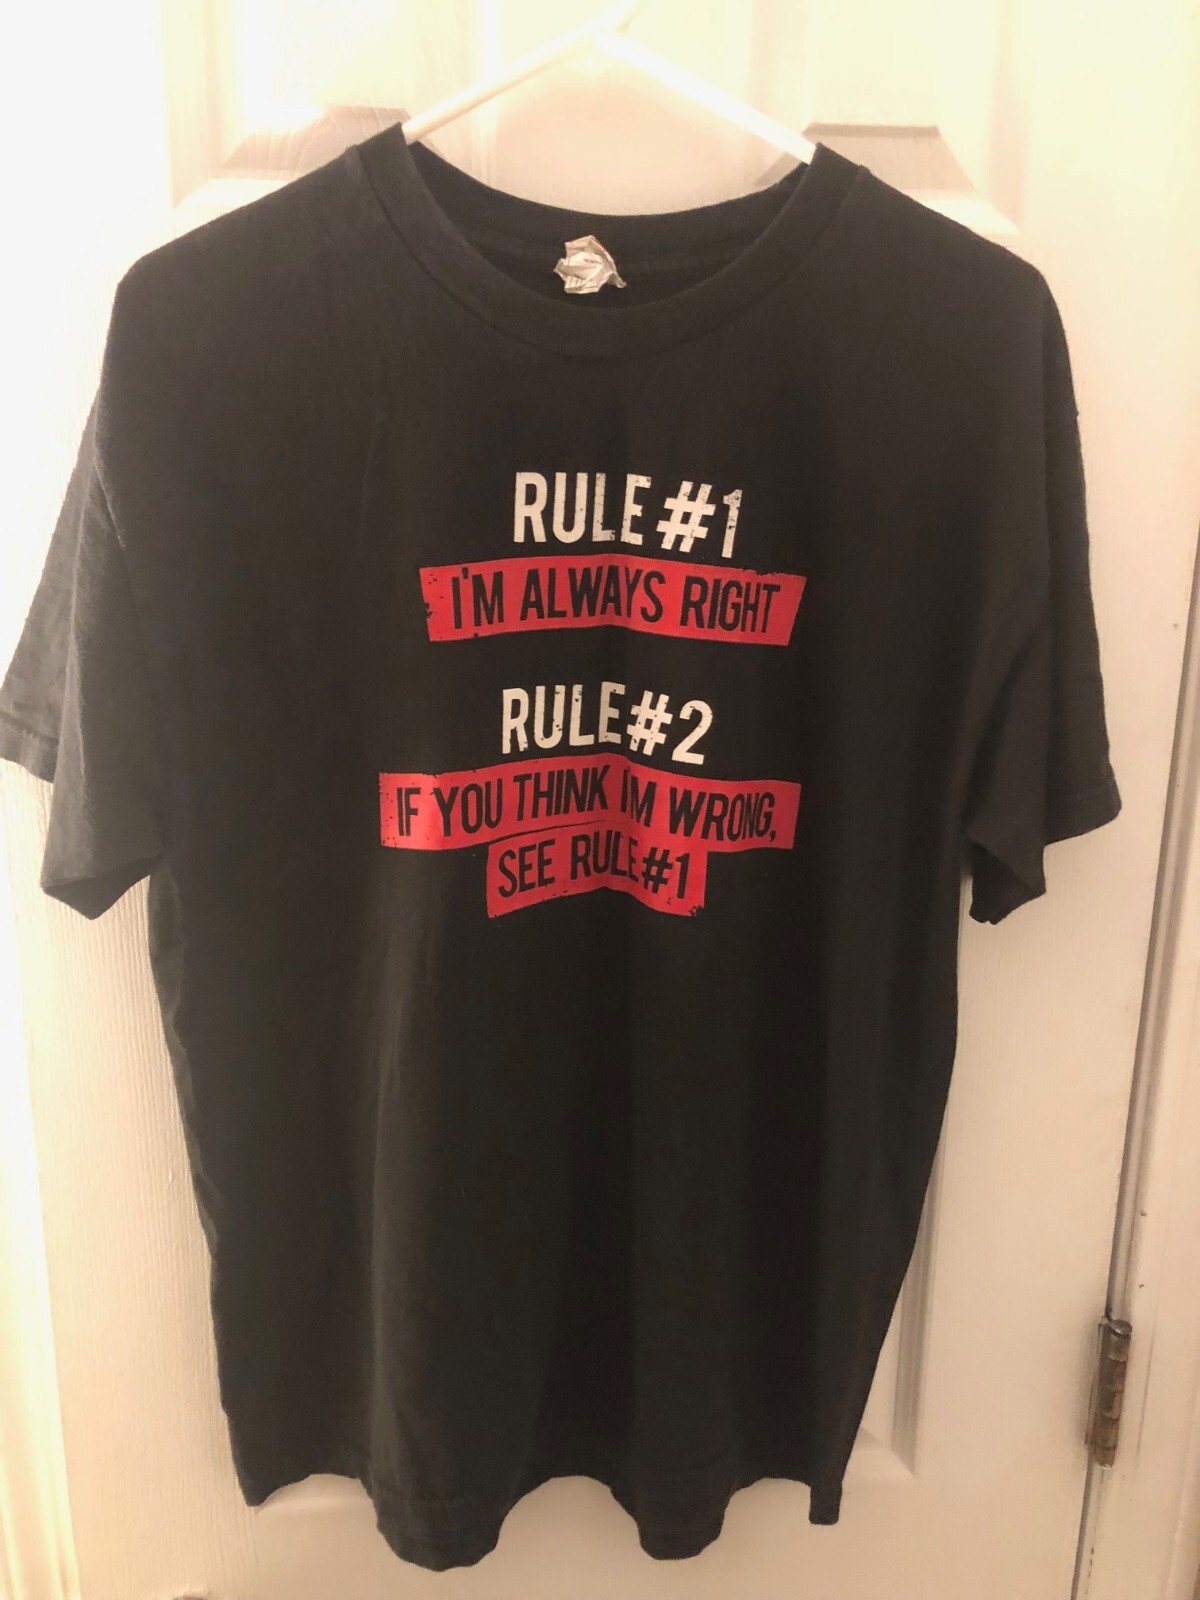 RULE #1
I'M ALWAYS RIGHT
RULE #2
IF YOU THINK I'M WRONG,
SEE RULE #1